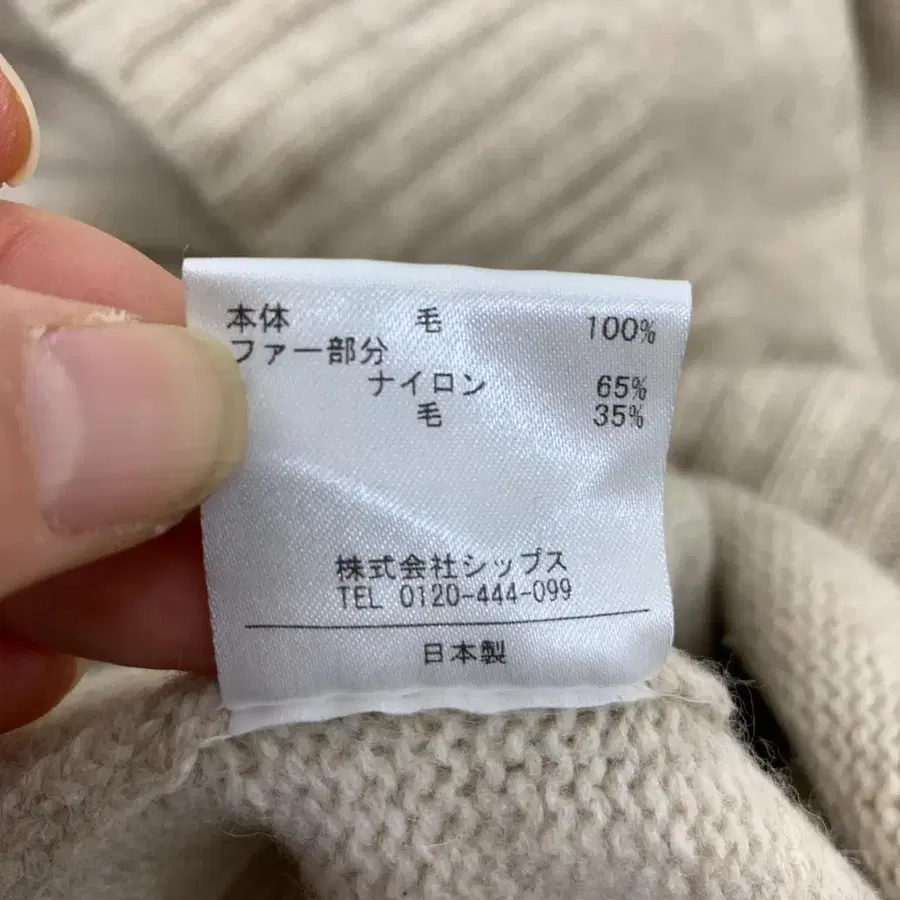 本体 毛 100%
ファー部分
ナイロン 65%
毛 35%
株式会社シップス
TEL 0120-444-099
日本製